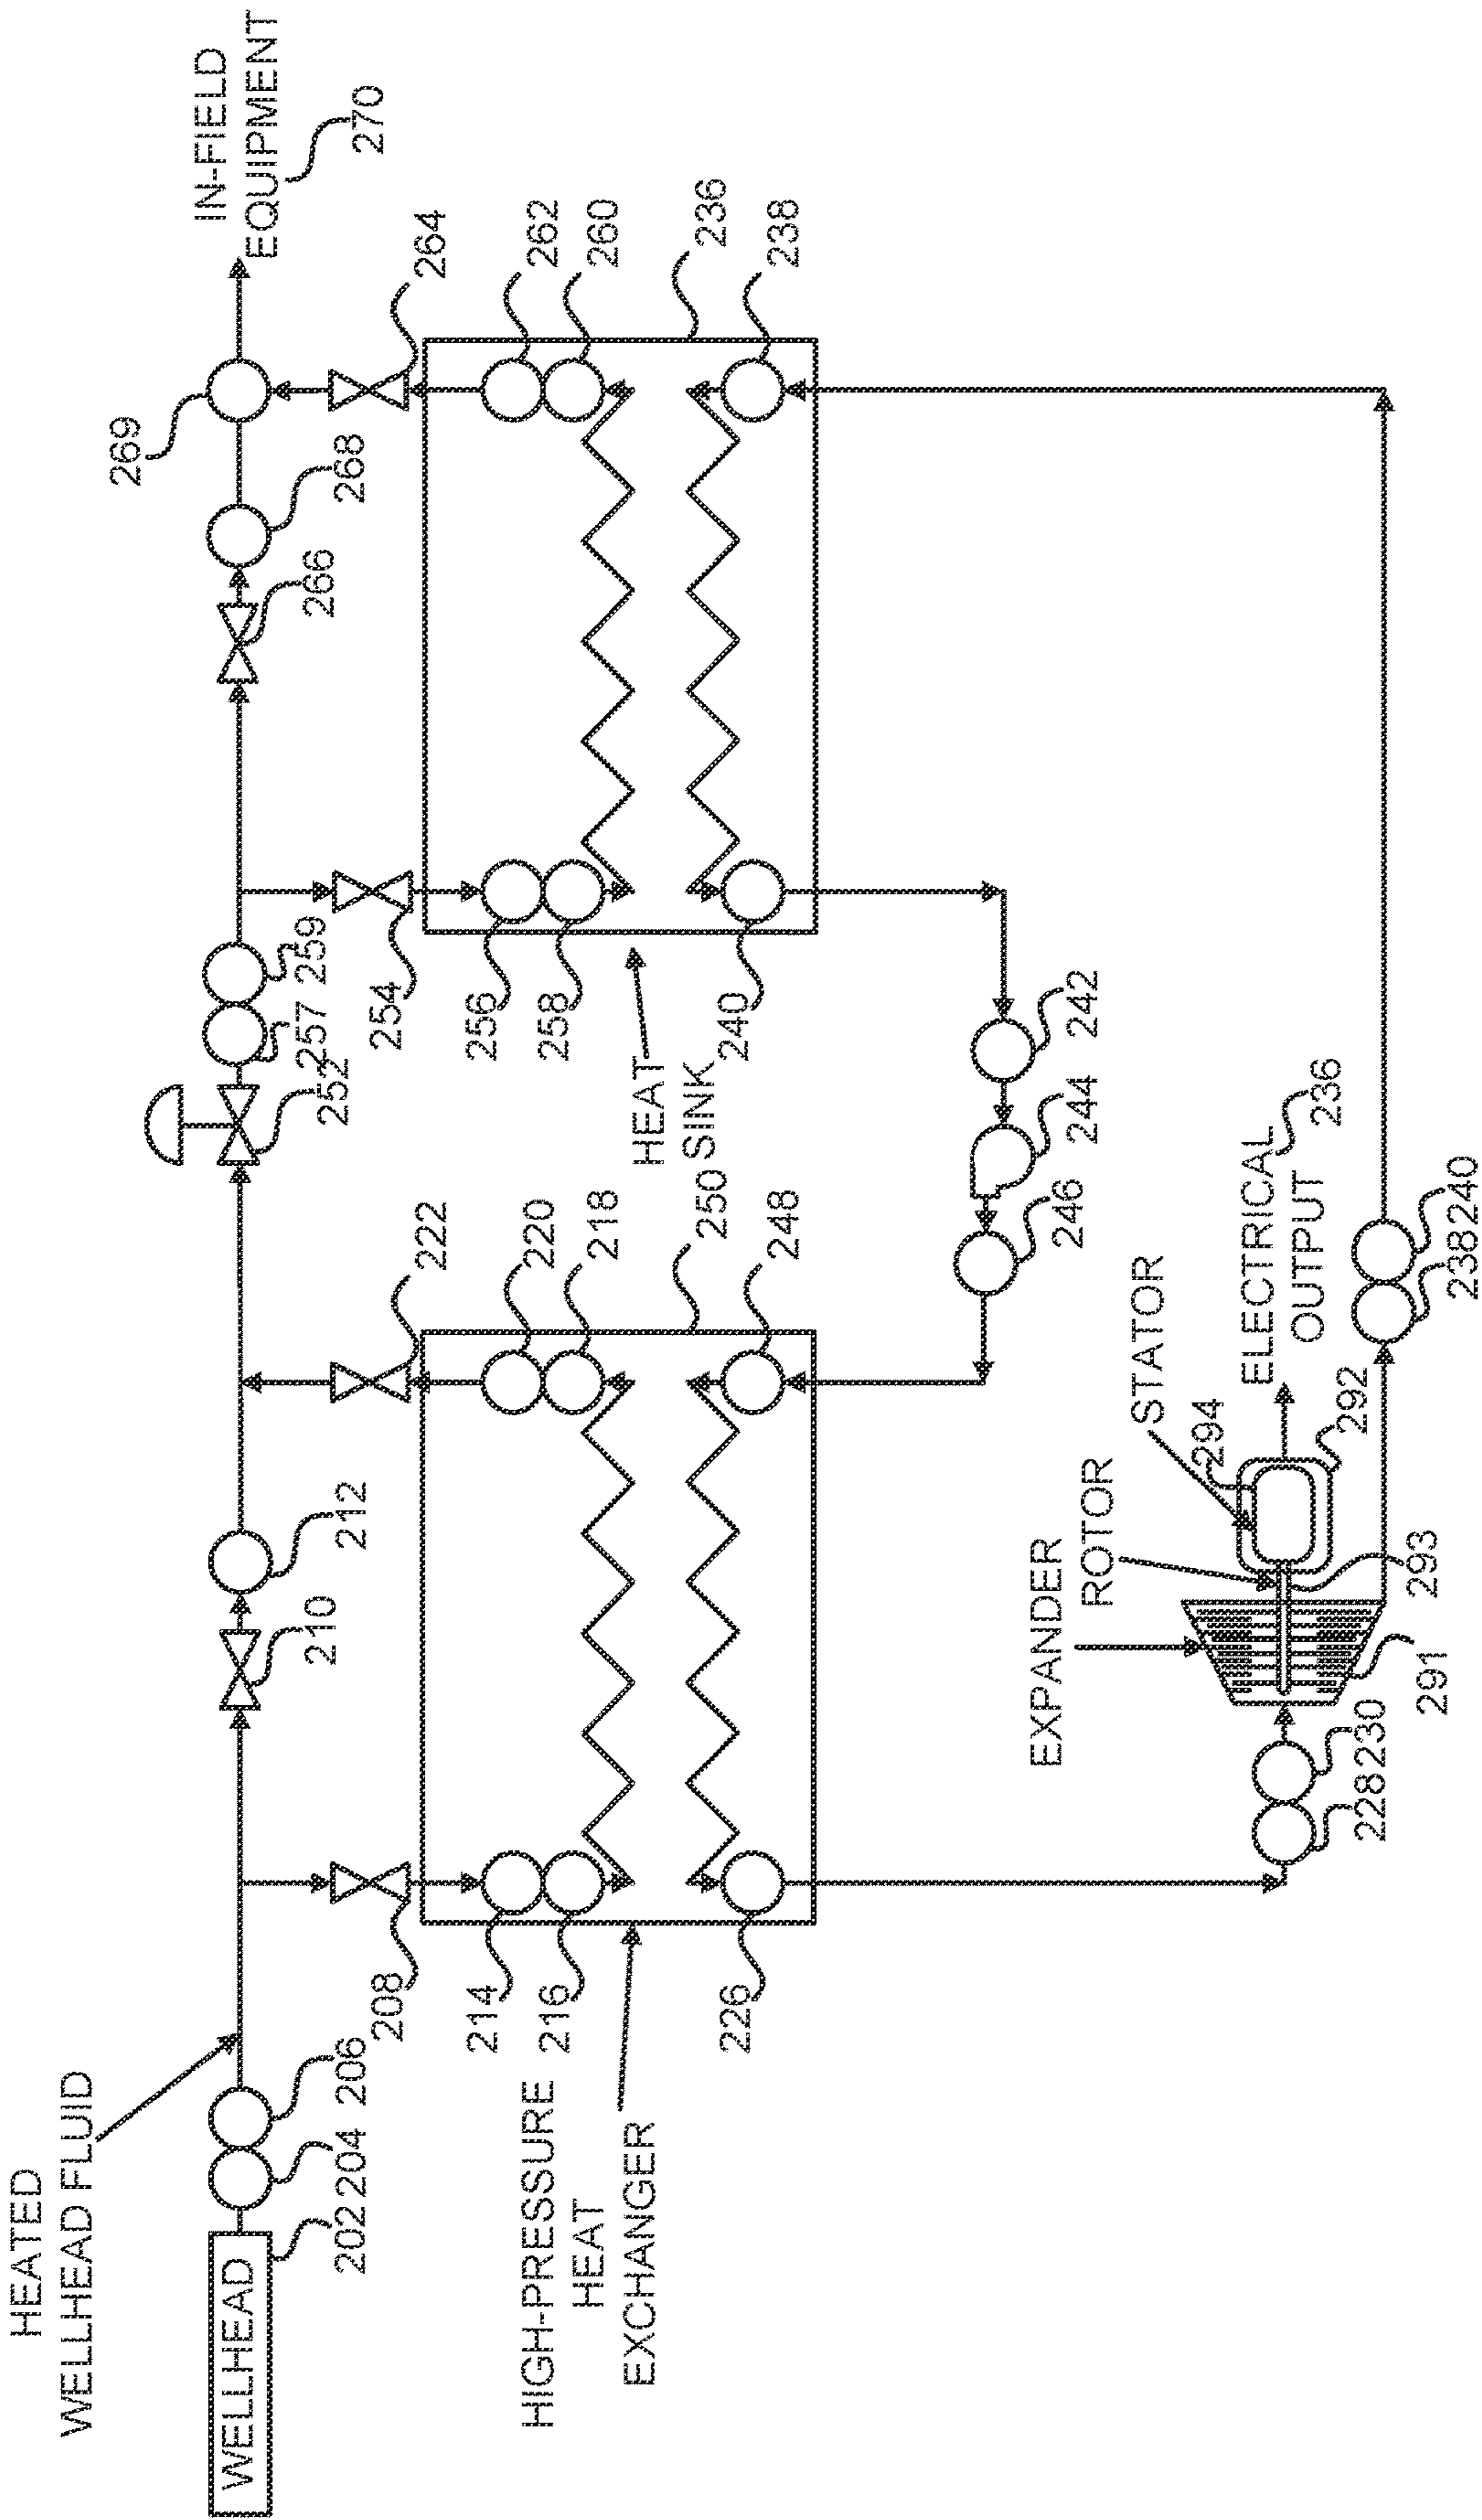 HEATED
WELLHEAD FLUID
WELLHEAD
202
204
206
208
210
212
222
252
257
259
254
266
268
269
264
IN-FIELD
EQUIPMENT
270
214
216
226
220
218
250
248
HIGH-PRESSURE
HEAT
EXCHANGER
256
258
240
262
260
236
238
HEAT
SINK
242
244
246
EXPANDER
ROTOR
STATOR
294
ELECTRICAL
OUTPUT
236
292
293
291
228
230
238
240